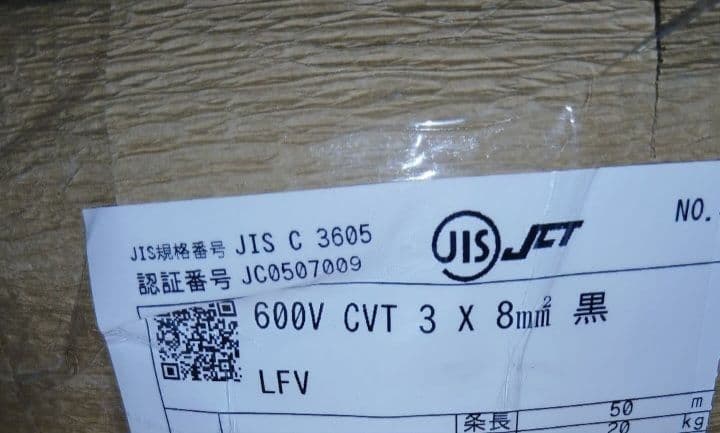 NO.
JIS規格番号 JIS C 3605
認証番号 JC0507009
JIS JCT
600V CVT 3 X 8mm² 黒
LFV
条長 50 m
20 kg